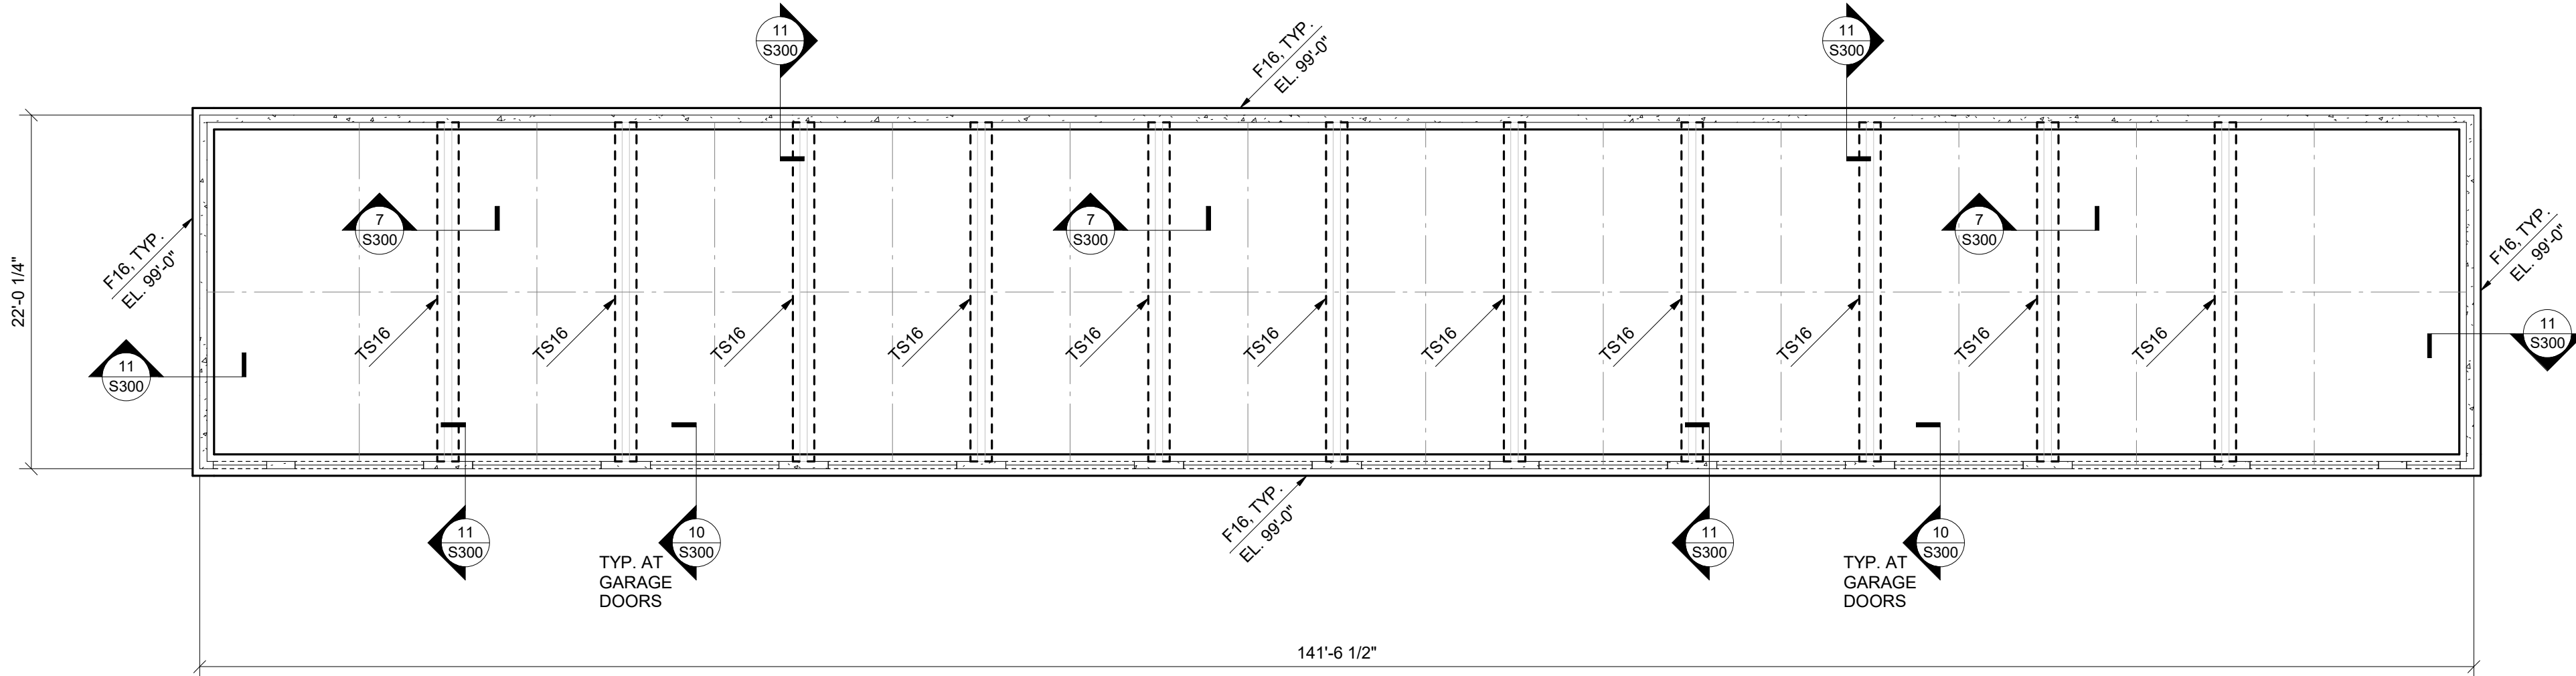 11
S300
11
S300
F16, TYP.
EL. 99'-0"
22'-0 1/4"
F16, TYP.
EL. 99'-0"
7
S300
7
S300
7
S300
F16, TYP.
EL. 99'-0"
TS16
TS16
TS16
TS16
TS16
TS16
TS16
TS16
TS16
TS16
TS16
11
S300
11
S300
11
S300
10
S300
TYP. AT
GARAGE
DOORS
F16, TYP.
EL. 99'-0"
11
S300
10
S300
TYP. AT
GARAGE
DOORS
141'-6 1/2"